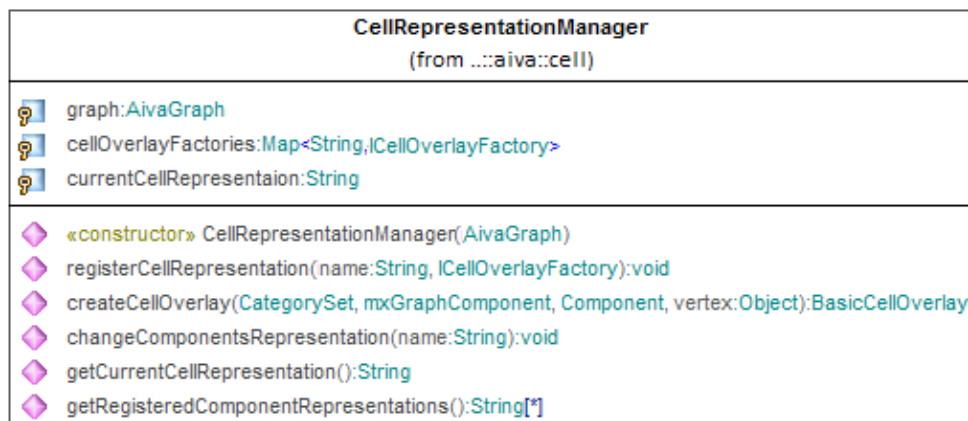 CellRepresentationManager
(from ..::aiva::cell)
graph:AivaGraph
cellOverlayFactories:Map<String,ICellOverlayFactory>
currentCellRepresentaion:String
«constructor» CellRepresentationManager(AivaGraph)
registerCellRepresentation(name:String, ICellOverlayFactory):void
createCellOverlay(CategorySet, mxGraphComponent, Component, vertex:Object):BasicCellOverlay
changeComponentsRepresentation(name:String):void
getCurrentCellRepresentation():String
getRegisteredComponentRepresentations():String[*]